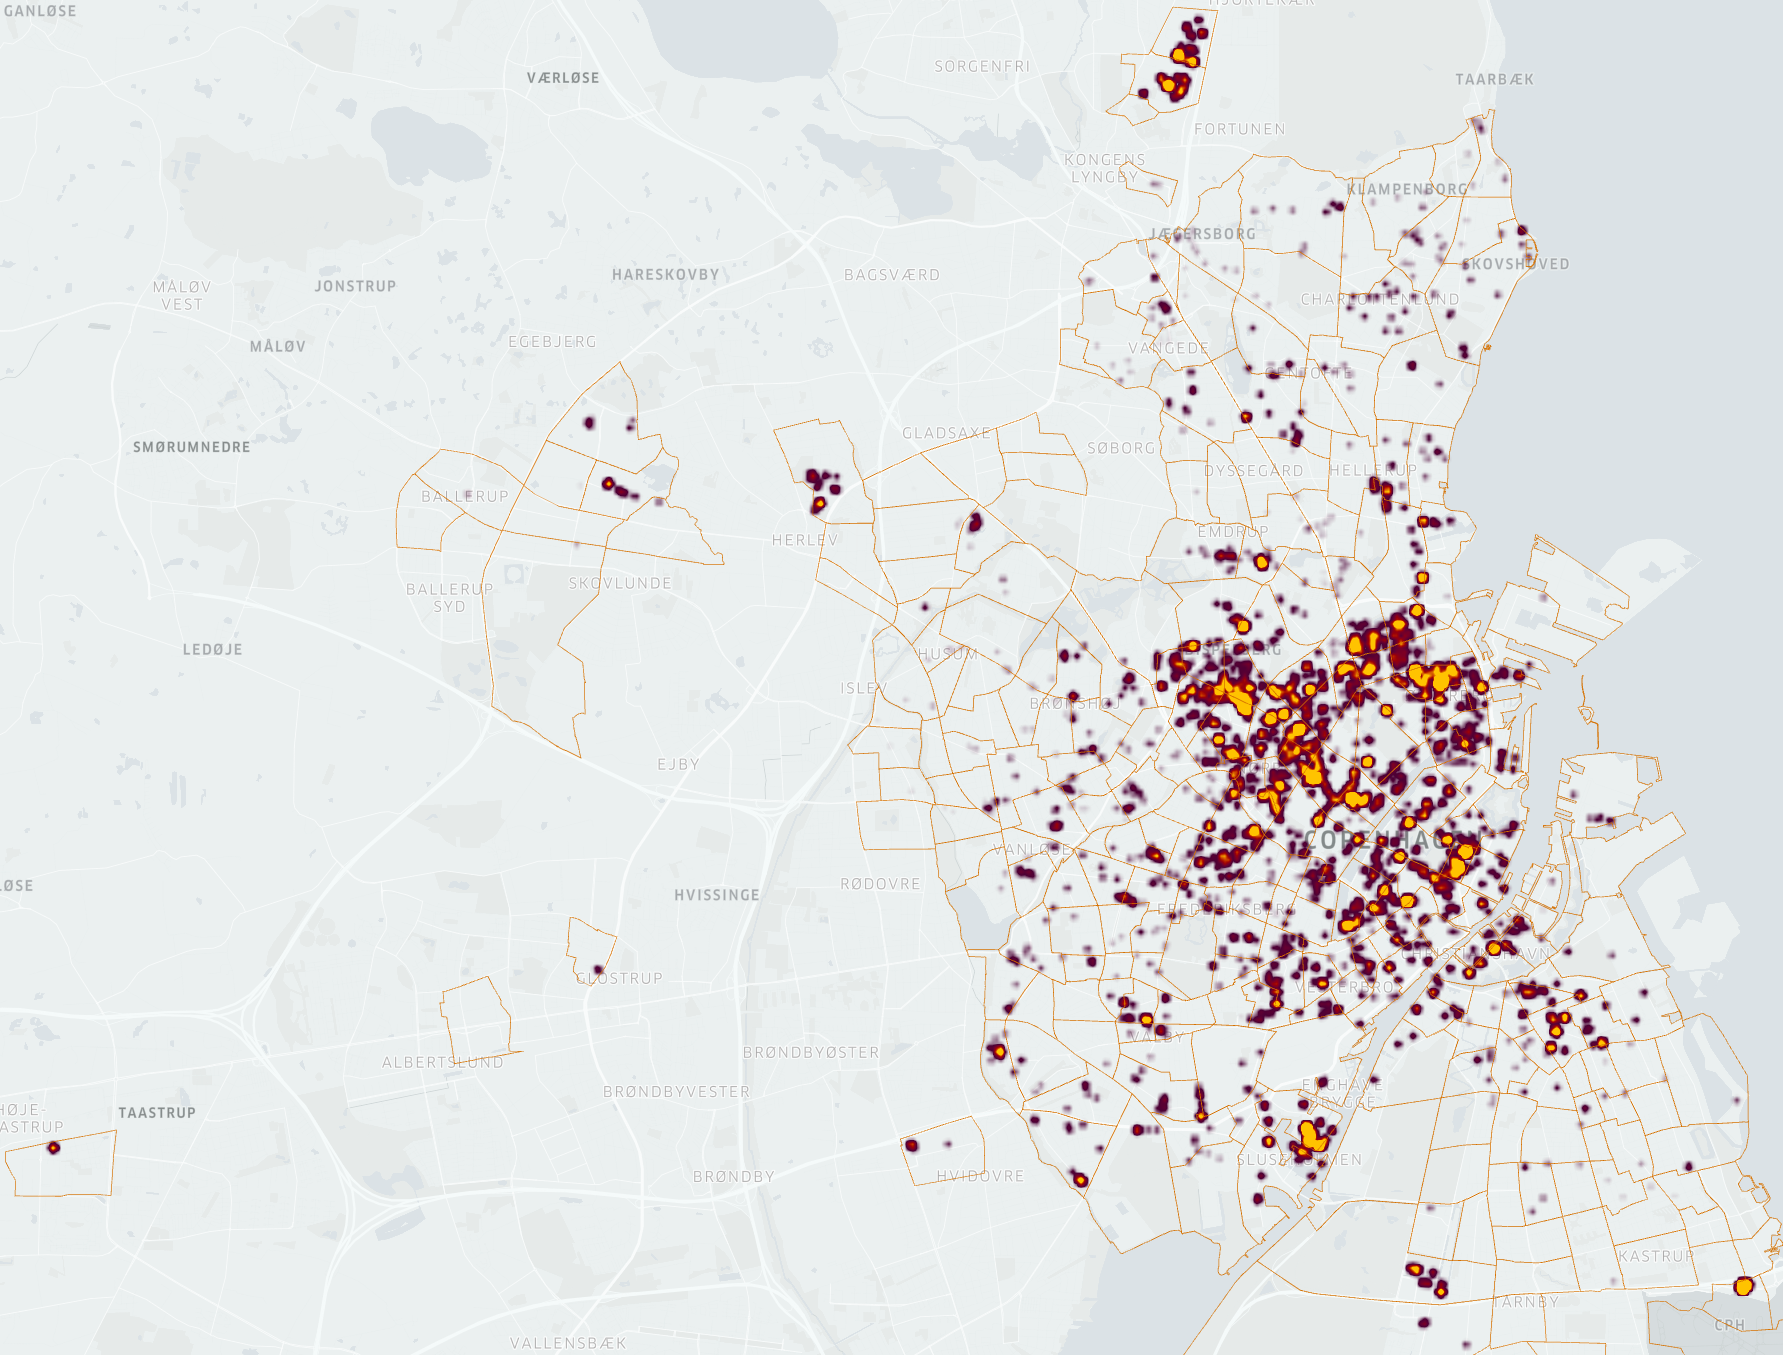 GANLØSE
HJORTEKÆR
SORGENFRI
VÆRLØSE
TAARBÆK
FORTUNEN
KONGENS
LYNGBY
KLAMPENBORG
JÆGERSBORG
SKOVSHOVED
HARESKOVBY
BAGSVÆRD
MÅLØV
VEST
JONSTRUP
CHARLOTTENLUND
EGEBJERG
MÅLØV
VANGEDE
GENTOFTE
GLADSAXE
SMØRUMNEDRE
SØBORG
DYSSEGÅRD
HELLERUP
BALLERUP
EMDRUP
HERLEV
SKOVLUNDE
BALLERUP
SYD
LEDØJE
HUSUM
BISPEBJERG
ISLEV
BRØNSHØJ
EJBY
COPENHAGEN
VANLØSE
LØSE
HVISSINGE
RØDOVRE
FREDERIKSBERG
CHRISTIANSHAVN
GLOSTRUP
VESTERBRO
VALBY
BRØNDBYØSTER
ALBERTSLUND
ENGHAVE
BRYGGE
BRØNDBYVESTER
HØJE-
TAASTRUP
TAASTRUP
SLUSEHOLMEN
BRØNDBY
HVIDOVRE
KASTRUP
TÅRNBY
CPH
VALLENSBÆK